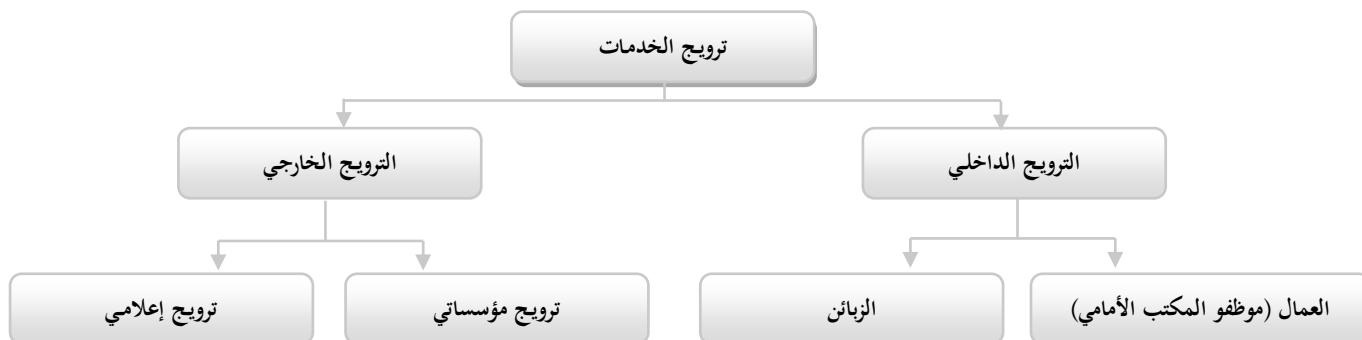 ترويج الخدمات
الترويج الداخلي
الترويج الخارجي
العمال (موظفو المكتب الأمامي)
الزبائن
ترويج مؤسساتي
ترويج إعلامي